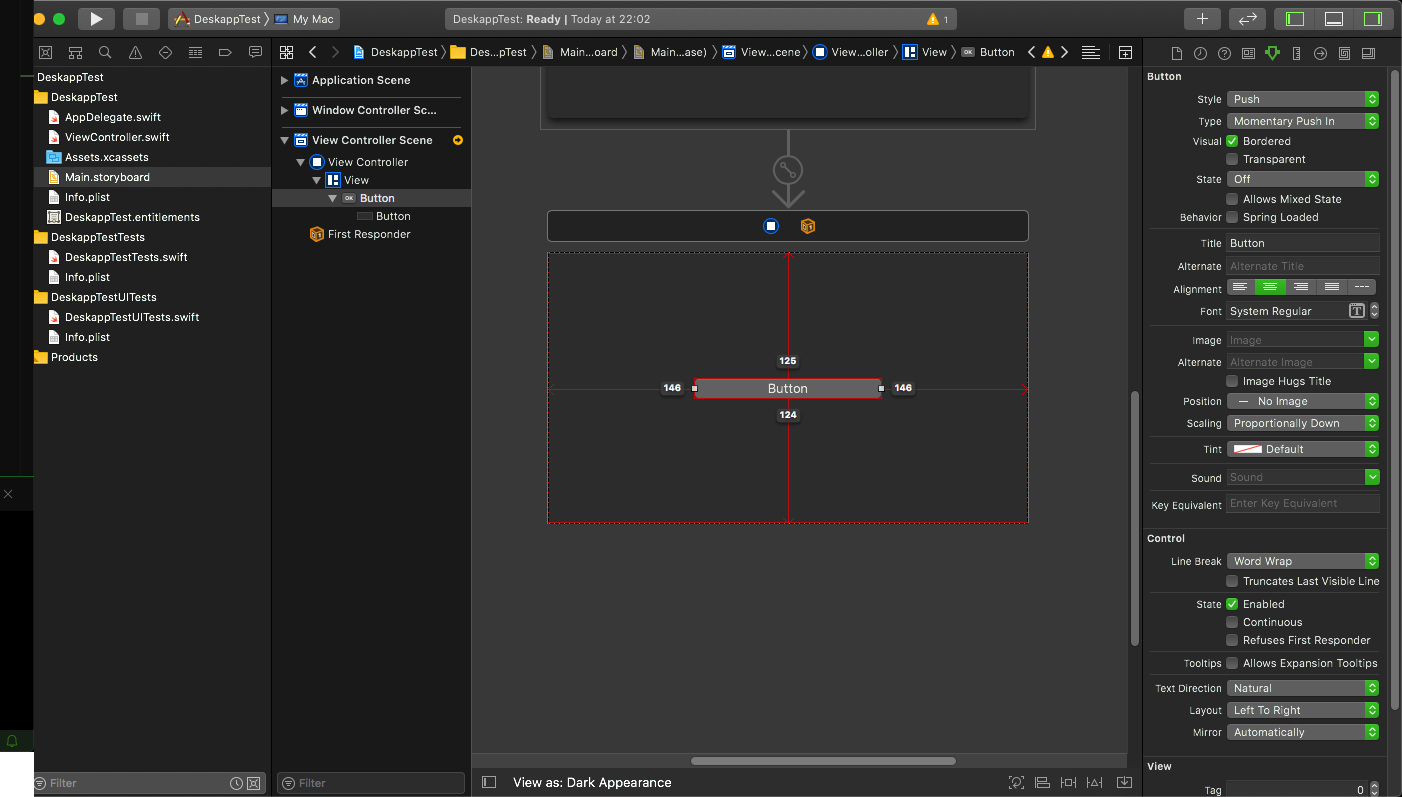 DeskappTest My Mac
DeskappTest: Ready | Today at 22:02
1
DeskappTest Des...pTest Main...oard Main...ase) View...cene View...oller View OK Button
DeskappTest
DeskappTest
AppDelegate.swift
ViewController.swift
Assets.xcassets
Main.storyboard
Info.plist
DeskappTest.entitlements
DeskappTestTests
DeskappTestTests.swift
Info.plist
DeskappTestUITests
DeskappTestUITests.swift
Info.plist
Products
Filter
Application Scene
Window Controller Sc...
View Controller Scene
View Controller
View
OK Button
Button
First Responder
Filter
125
146 Button 146
124
View as: Dark Appearance
Button
Style Push
Type Momentary Push In
Visual Bordered
Transparent
State Off
Allows Mixed State
Behavior Spring Loaded
Title Button
Alternate Alternate Title
Alignment
Font System Regular T
Image Image
Alternate Alternate Image
Image Hugs Title
Position — No Image
Scaling Proportionally Down
Tint Default
Sound Sound
Key Equivalent Enter Key Equivalent
Control
Line Break Word Wrap
Truncates Last Visible Line
State Enabled
Continuous
Refuses First Responder
Tooltips Allows Expansion Tooltips
Text Direction Natural
Layout Left To Right
Mirror Automatically
View
Tag 0